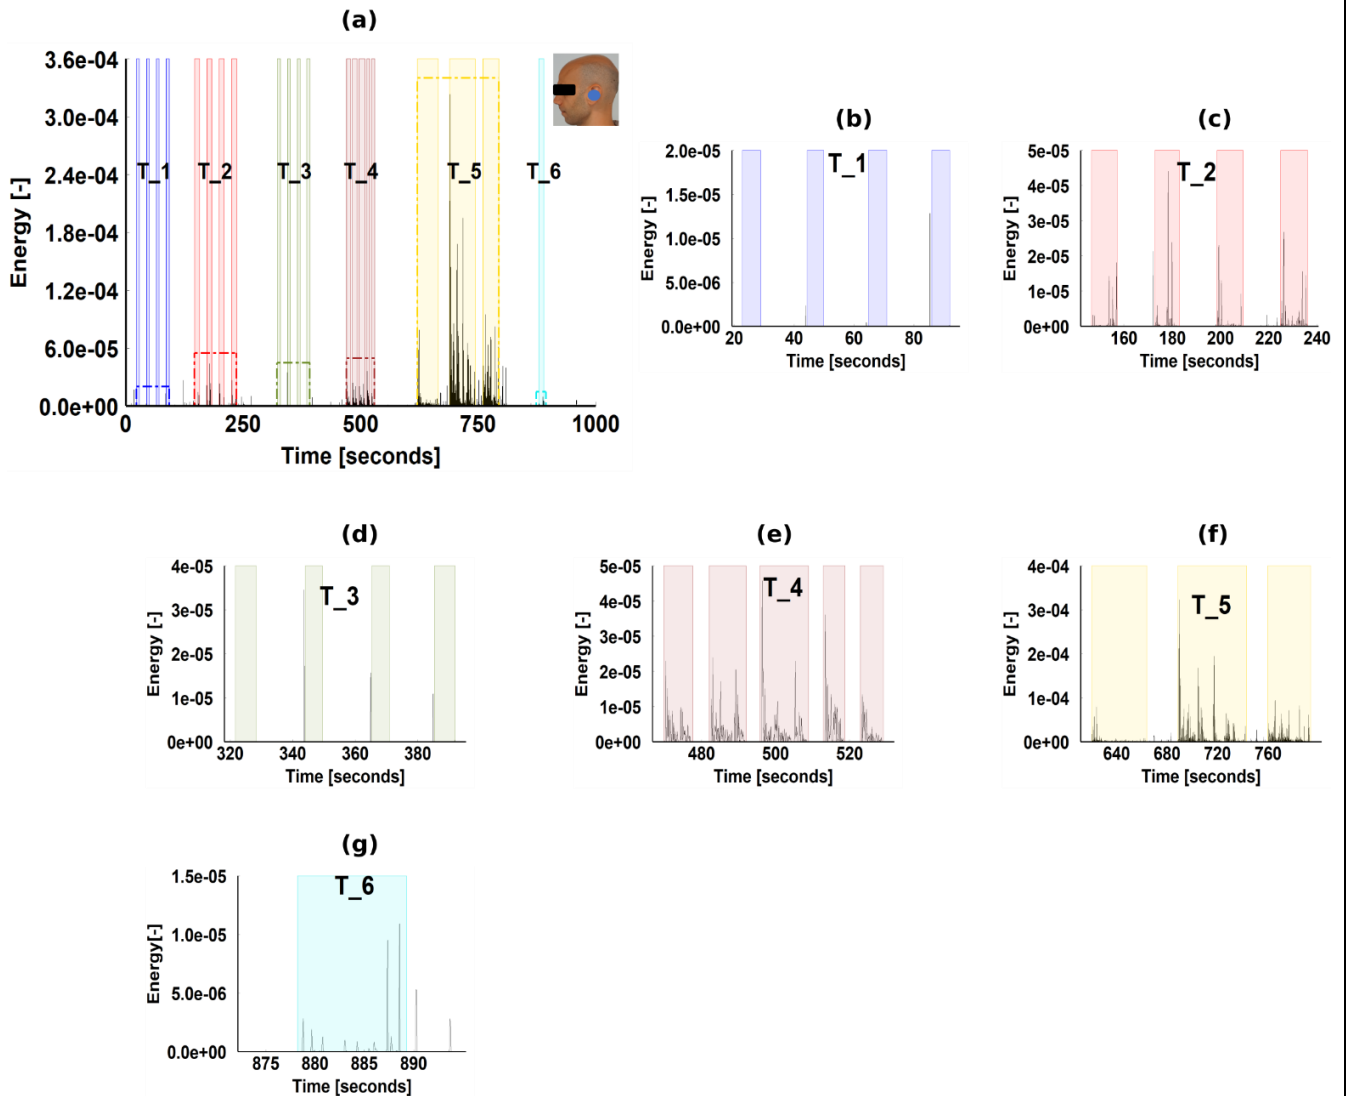 (a)
3.6e-04
3.0e-04
2.4e-04
1.8e-04
1.2e-04
6.0e-05
0.0e+00
Energy [-]
T_1 T_2 T_3 T_4 T_5 T_6
0 250 500 750 1000
Time [seconds]
(b)
2.0e-05
1.5e-05
1.0e-05
5.0e-06
0.0e+00
Energy [-]
T_1
20 40 60 80
Time [seconds]
(c)
5e-05
4e-05
3e-05
2e-05
1e-05
0e+00
Energy [-]
T_2
160 180 200 220 240
Time [seconds]
(d)
4e-05
3e-05
2e-05
1e-05
0e+00
Energy [-]
T_3
320 340 360 380
Time [seconds]
(e)
5e-05
4e-05
3e-05
2e-05
1e-05
0e+00
Energy [-]
T_4
480 500 520
Time [seconds]
(f)
4e-04
3e-04
2e-04
1e-04
0e+00
Energy [-]
T_5
640 680 720 760
Time [seconds]
(g)
1.5e-05
1.0e-05
5.0e-06
0.0e+00
Energy[-]
T_6
875 880 885 890
Time [seconds]